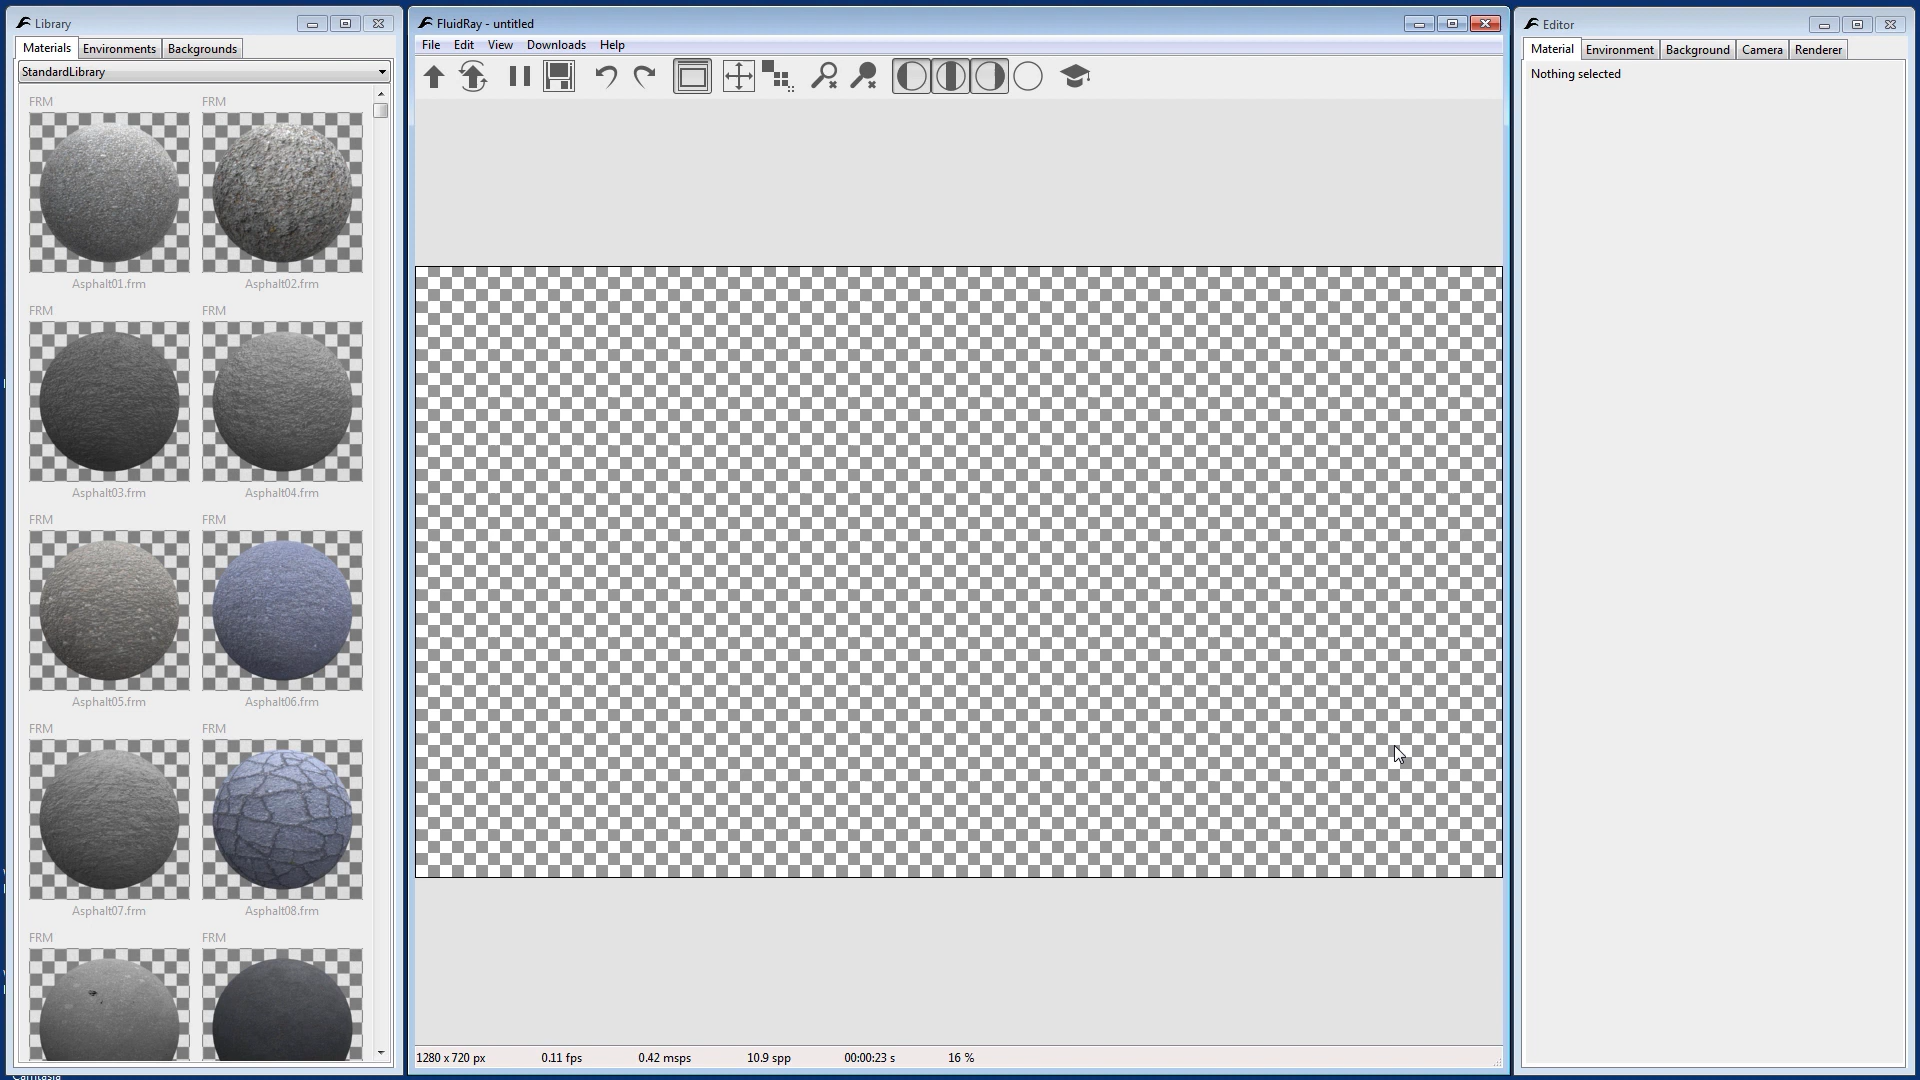 Library
Materials
Environments
Backgrounds
StandardLibrary
FRM
FRM
Asphalt01.frm
Asphalt02.frm
FRM
FRM
Asphalt03.frm
Asphalt04.frm
FRM
FRM
Asphalt05.frm
Asphalt06.frm
FRM
FRM
Asphalt07.frm
Asphalt08.frm
FRM
FRM
FluidRay - untitled
File
Edit
View
Downloads
Help
1280 x 720 px
0.11 fps
0.42 msps
10.9 spp
00:00:23 s
16 %
Editor
Material
Environment
Background
Camera
Renderer
Nothing selected